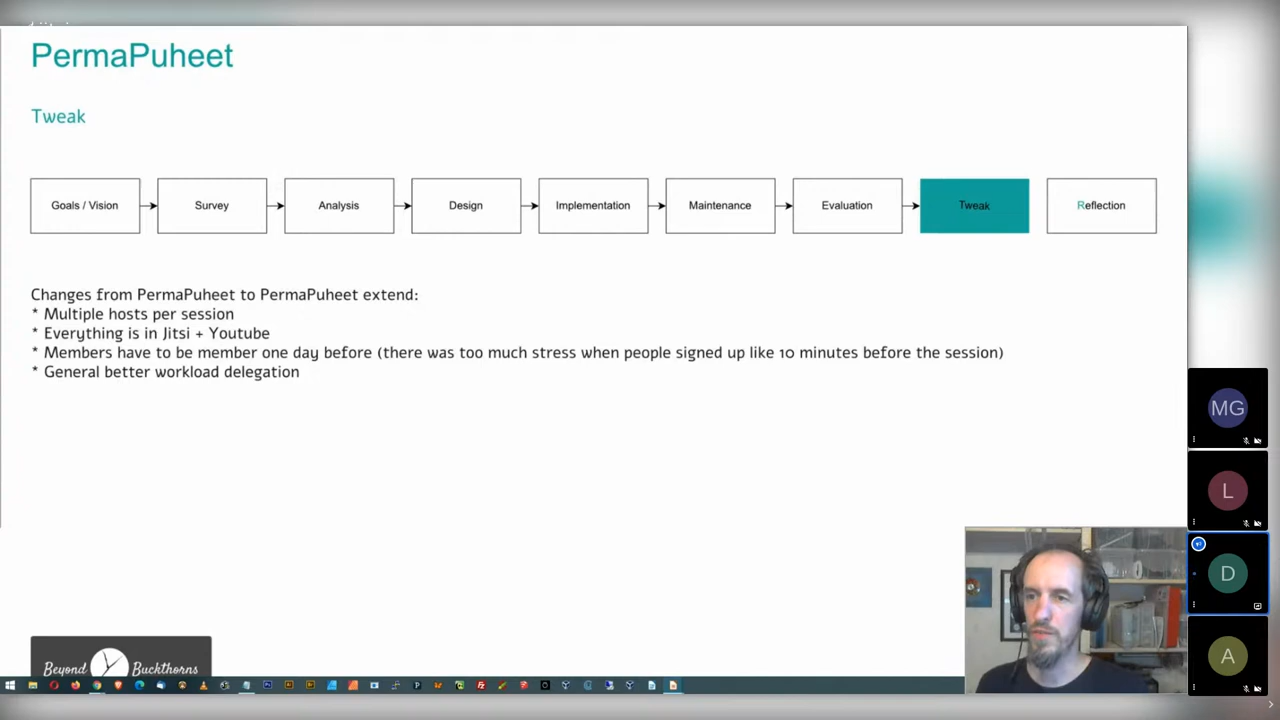 PermaPuheet
Tweak
Goals / Vision
Survey
Analysis
Design
Implementation
Maintenance
Evaluation
Tweak
Reflection
Changes from PermaPuheet to PermaPuheet extend:
* Multiple hosts per session
* Everything is in Jitsi + Youtube
* Members have to be member one day before (there was too much stress when people signed up like 10 minutes before the session)
* General better workload delegation
MG
L
D
A
Beyond Buckthorns